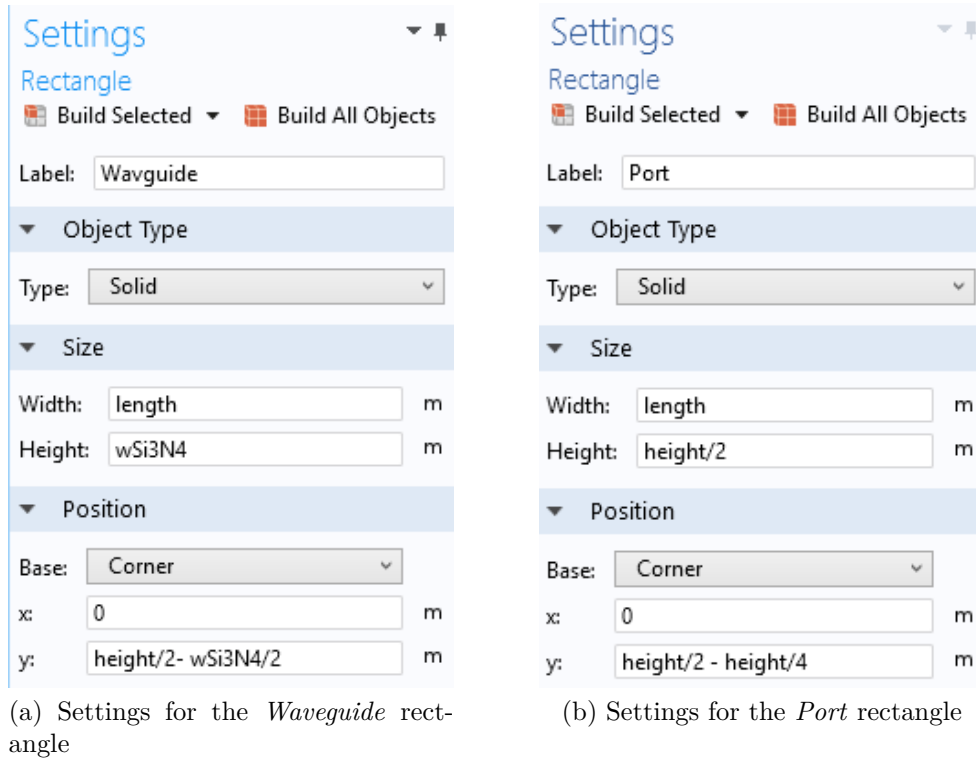 Settings
Rectangle
Build Selected Build All Objects
Label: Wavguide
Object Type
Type: Solid
Size
Width: length m
Height: wSi3N4 m
Position
Base: Corner
x: 0 m
y: height/2- wSi3N4/2 m
(a) Settings for the Waveguide rect-
angle
Settings
Rectangle
Build Selected Build All Objects
Label: Port
Object Type
Type: Solid
Size
Width: length m
Height: height/2 m
Position
Base: Corner
x: 0 m
y: height/2 - height/4 m
(b) Settings for the Port rectangle